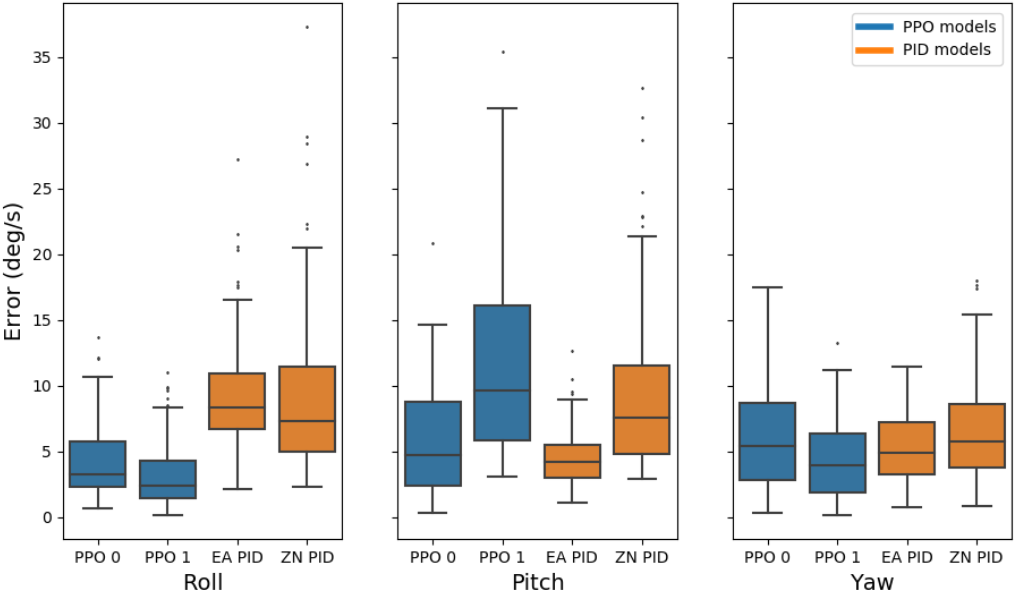 PPO models
PID models
Error (deg/s)
35
30
25
20
15
10
5
0
PPO 0 PPO 1 EA PID ZN PID
Roll
PPO 0 PPO 1 EA PID ZN PID
Pitch
PPO 0 PPO 1 EA PID ZN PID
Yaw